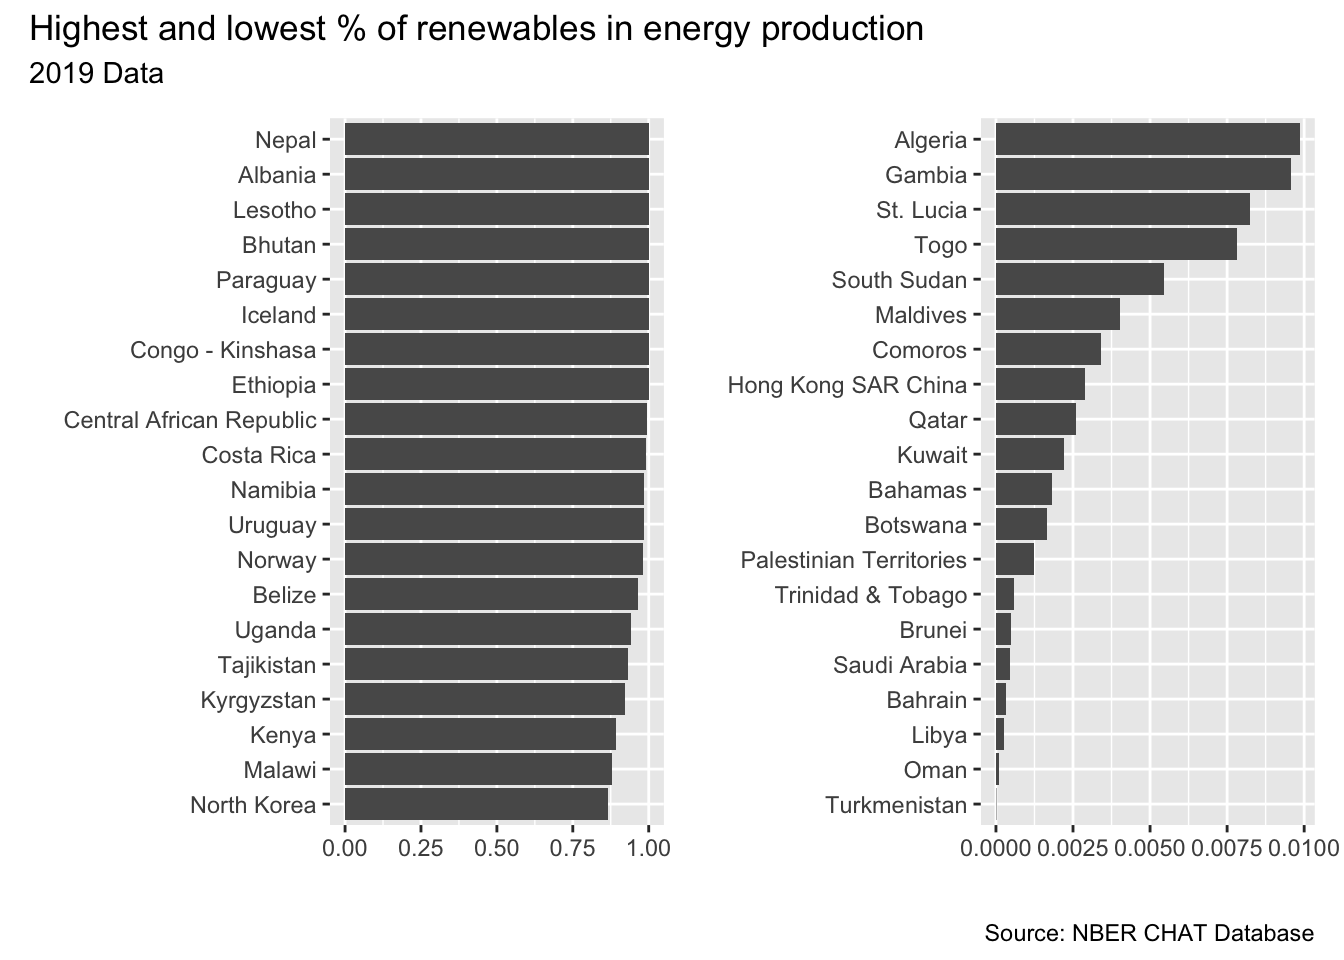 Highest and lowest % of renewables in energy production
2019 Data
Nepal
Albania
Lesotho
Bhutan
Paraguay
Iceland
Congo - Kinshasa
Ethiopia
Central African Republic
Costa Rica
Namibia
Uruguay
Norway
Belize
Uganda
Tajikistan
Kyrgyzstan
Kenya
Malawi
North Korea
0.00 0.25 0.50 0.75 1.00
Algeria
Gambia
St. Lucia
Togo
South Sudan
Maldives
Comoros
Hong Kong SAR China
Qatar
Kuwait
Bahamas
Botswana
Palestinian Territories
Trinidad & Tobago
Brunei
Saudi Arabia
Bahrain
Libya
Oman
Turkmenistan
0.0000 0.0025 0.0050 0.0075 0.0100
Source: NBER CHAT Database